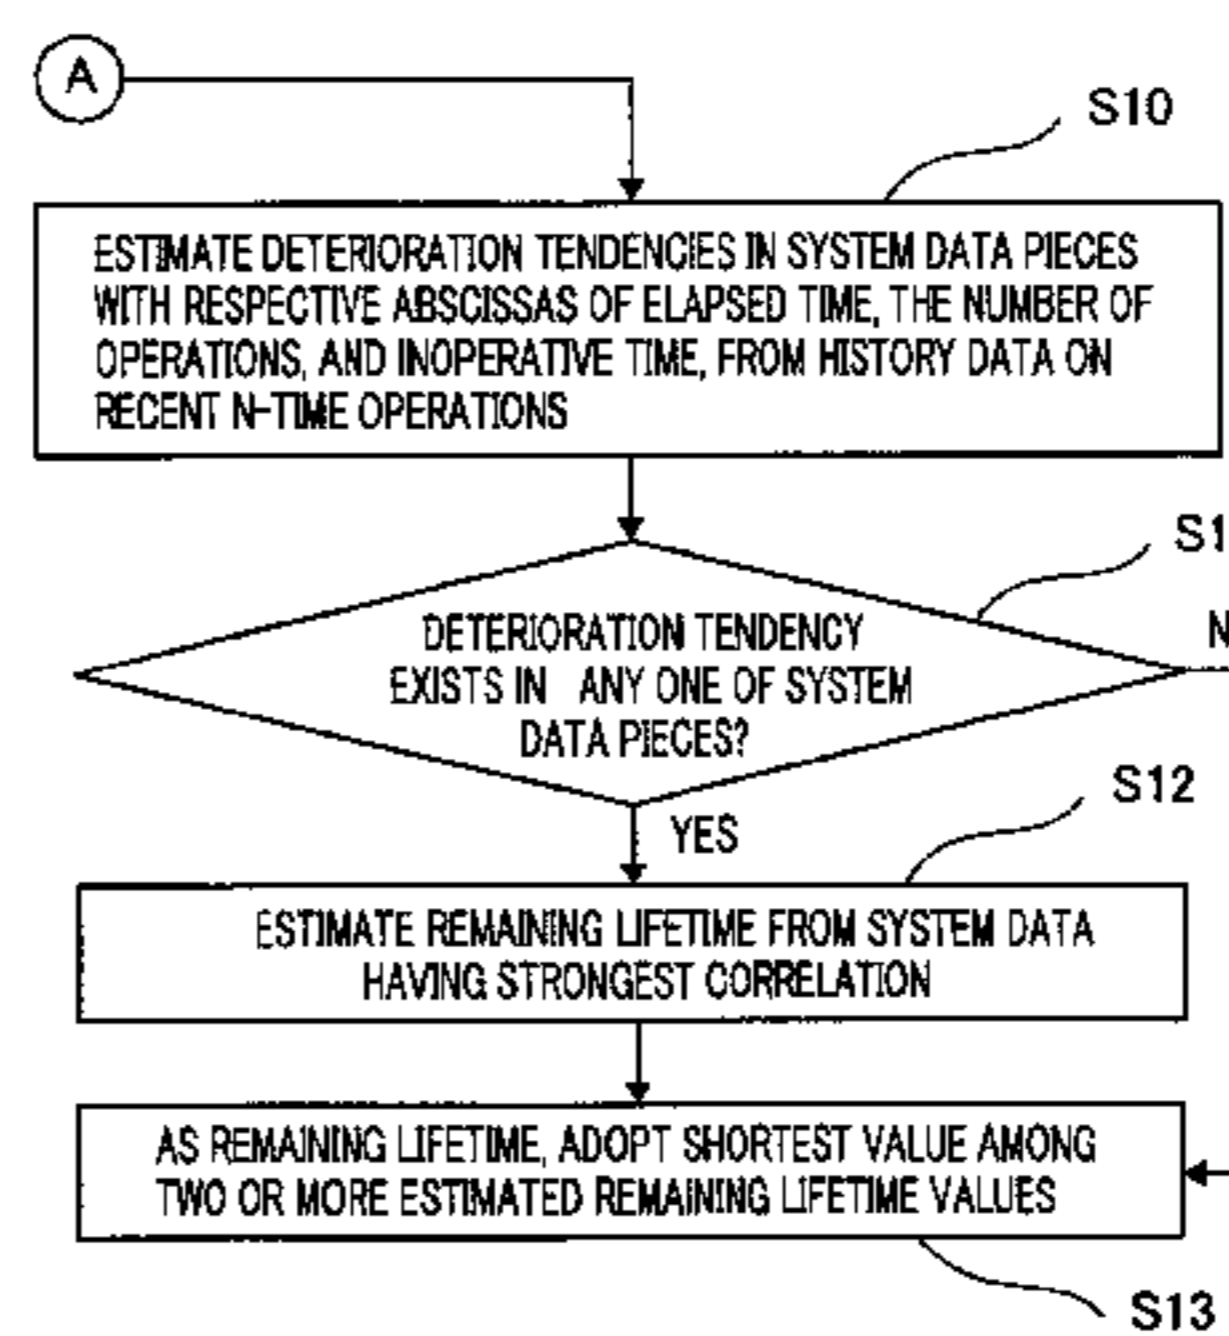 A
S10
ESTIMATE DETERIORATION TENDENCIES IN SYSTEM DATA PIECES
WITH RESPECTIVE ABSCISSAS OF ELAPSED TIME, THE NUMBER OF
OPERATIONS, AND INOPERATIVE TIME, FROM HISTORY DATA ON
RECENT N-TIME OPERATIONS
S1
DETERIORATION TENDENCY
EXISTS IN ANY ONE OF SYSTEM
DATA PIECES?
N
YES
S12
ESTIMATE REMAINING LIFETIME FROM SYSTEM DATA
HAVING STRONGEST CORRELATION
AS REMAINING LIFETIME, ADOPT SHORTEST VALUE AMONG
TWO OR MORE ESTIMATED REMAINING LIFETIME VALUES
S13